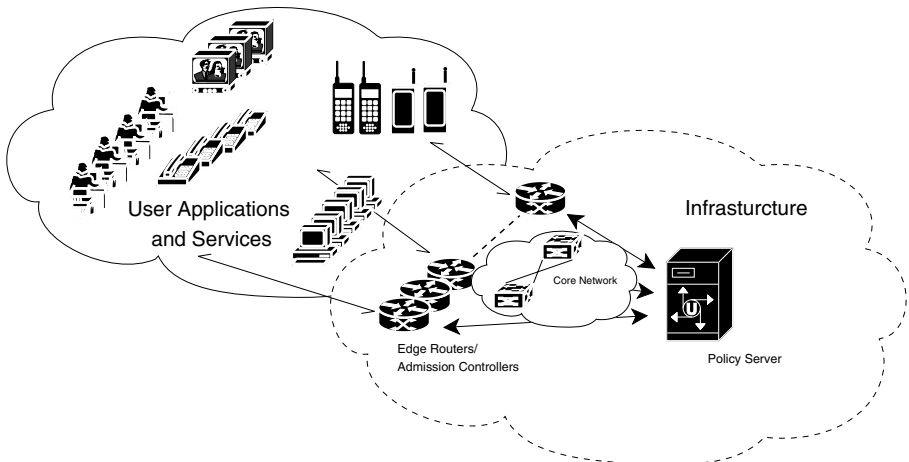 User Applications
and Services
Infrasturcture
Core Network
Edge Routers/
Admission Controllers
Policy Server
U